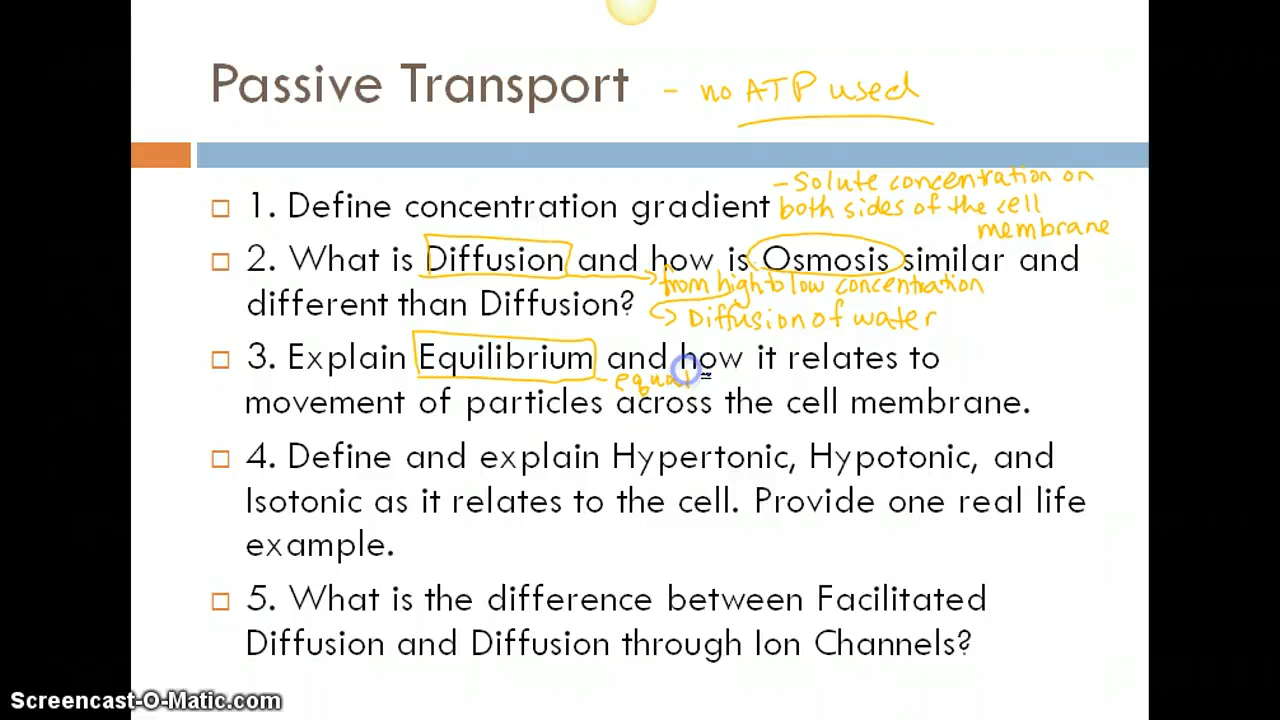 Passive Transport - no ATP used
- Solute concentration on
1. Define concentration gradient both sides of the cell
membrane
2. What is Diffusion and how is Osmosis similar and
from high to low concentration
different than Diffusion? Diffusion of water
3. Explain Equilibrium and how it relates to
equal =
movement of particles across the cell membrane.
4. Define and explain Hypertonic, Hypotonic, and
Isotonic as it relates to the cell. Provide one real life
example.
5. What is the difference between Facilitated
Diffusion and Diffusion through Ion Channels?
Screencast-O-Matic.com